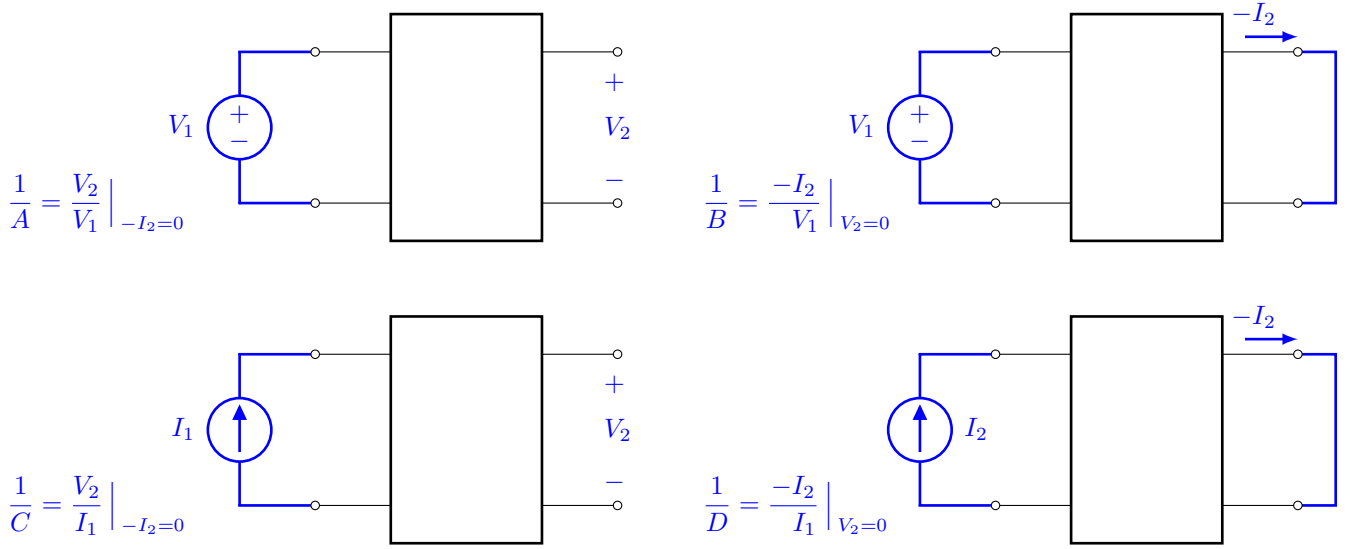 −I₂
V₁ + − + V₂ −
1/A = V₂/V₁ |₋I₂=0
V₁ + −
1/B = −I₂/V₁ |V₂=0
−I₂
I₁ + V₂ −
1/C = V₂/I₁ |₋I₂=0
I₂
1/D = −I₂/I₁ |V₂=0